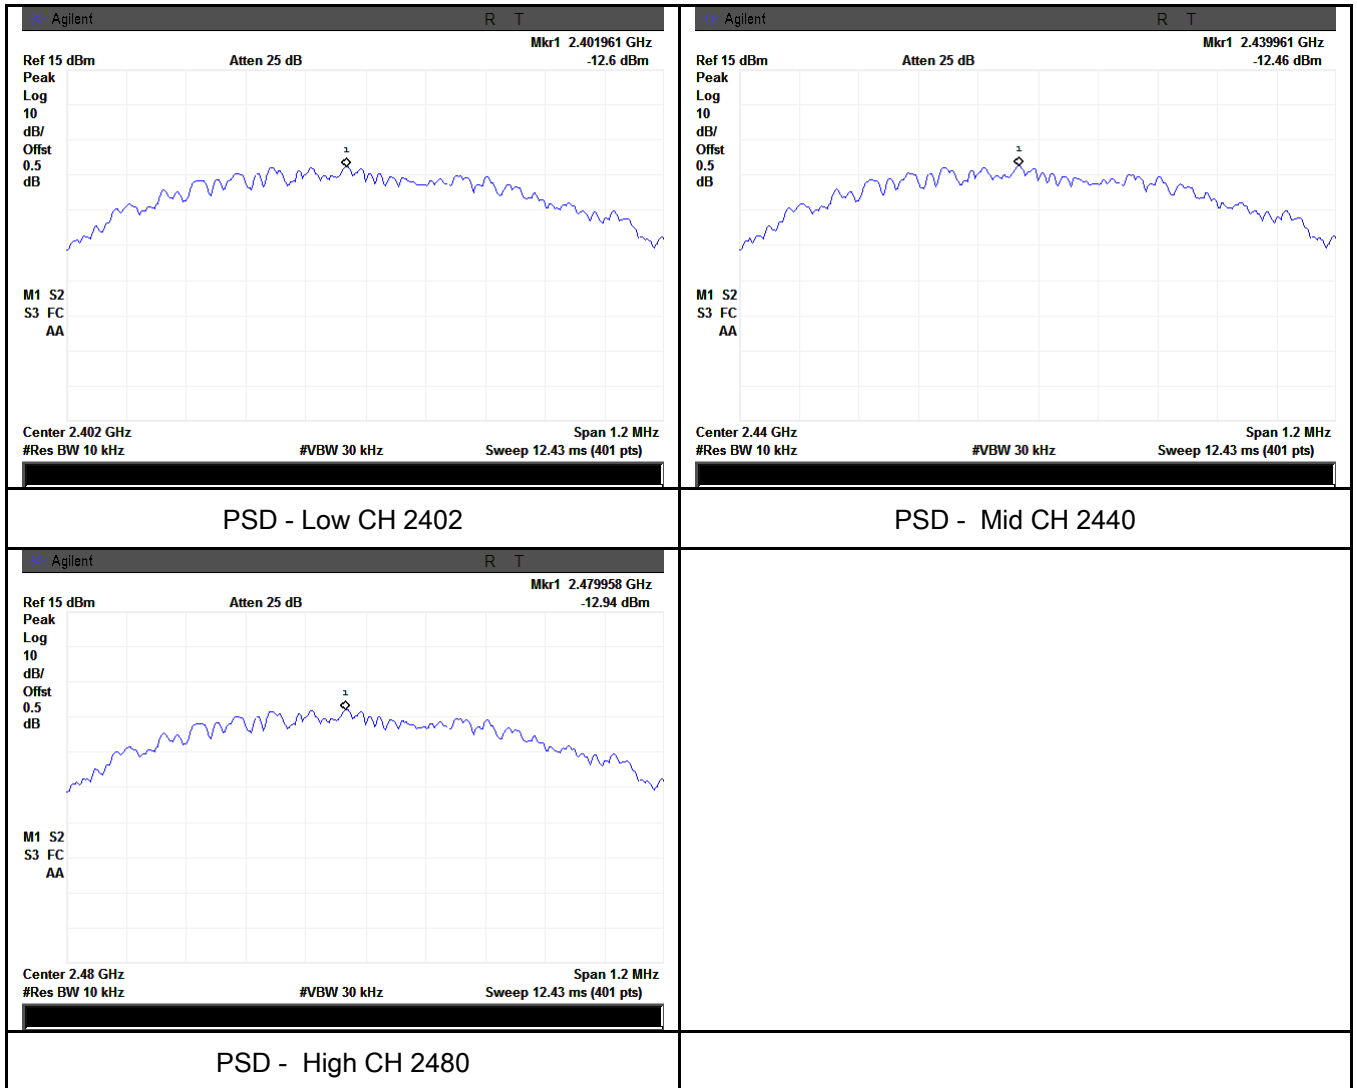 Agilent R T
Mkr1 2.401961 GHz
Ref 15 dBm Atten 25 dB -12.6 dBm
Peak
Log
10
dB/
Offst
0.5
dB
1
M1 S2
S3 FC
AA
Center 2.402 GHz Span 1.2 MHz
#Res BW 10 kHz #VBW 30 kHz Sweep 12.43 ms (401 pts)
PSD - Low CH 2402
Agilent R T
Mkr1 2.439961 GHz
Ref 15 dBm Atten 25 dB -12.46 dBm
Peak
Log
10
dB/
Offst
0.5
dB
1
M1 S2
S3 FC
AA
Center 2.44 GHz Span 1.2 MHz
#Res BW 10 kHz #VBW 30 kHz Sweep 12.43 ms (401 pts)
PSD - Mid CH 2440
Agilent R T
Mkr1 2.479958 GHz
Ref 15 dBm Atten 25 dB -12.94 dBm
Peak
Log
10
dB/
Offst
0.5
dB
1
M1 S2
S3 FC
AA
Center 2.48 GHz Span 1.2 MHz
#Res BW 10 kHz #VBW 30 kHz Sweep 12.43 ms (401 pts)
PSD - High CH 2480